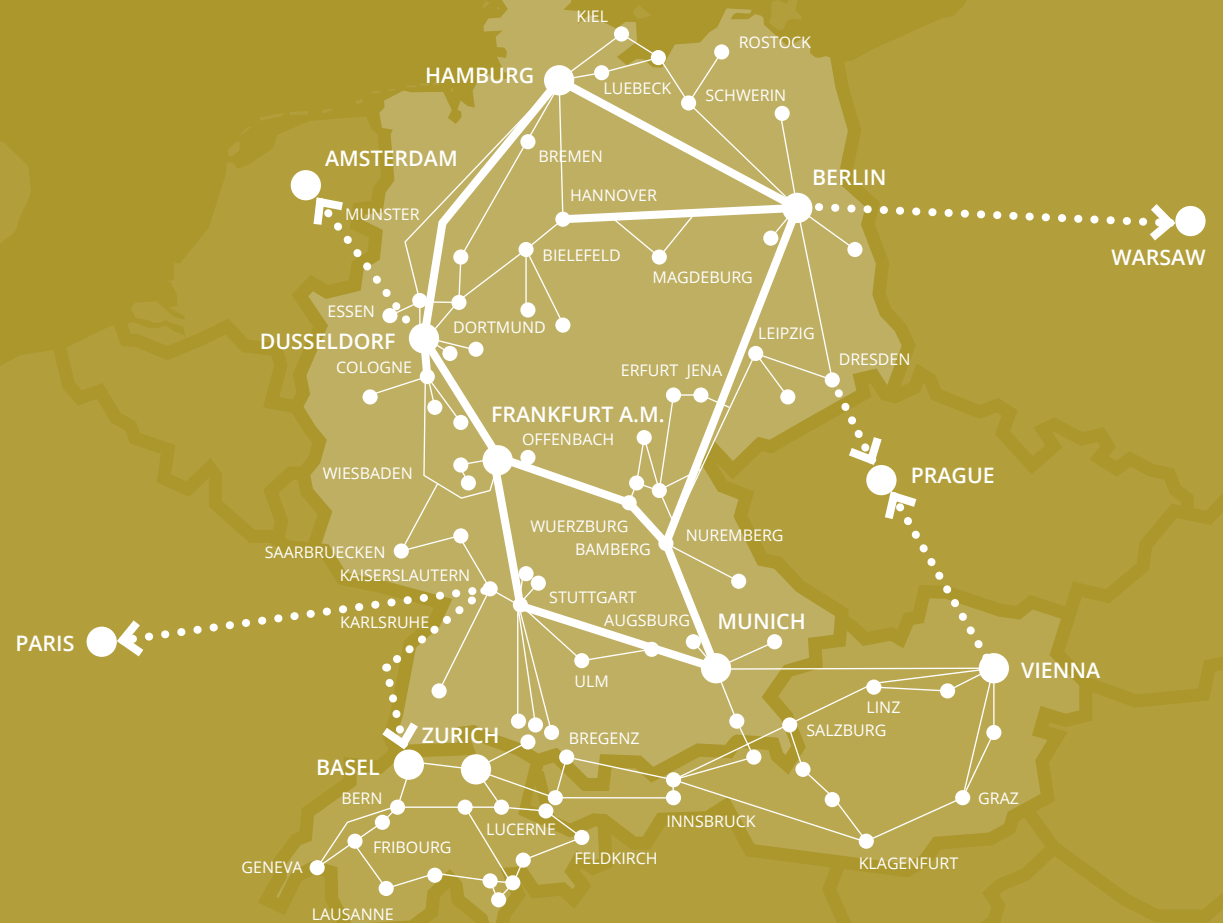 KIEL
ROSTOCK
HAMBURG
LUEBECK
SCHWERIN
BREMEN
AMSTERDAM
BERLIN
HANNOVER
MUNSTER
BIELEFELD
WARSAW
MAGDEBURG
ESSEN
DORTMUND
DUSSELDORF
LEIPZIG
COLOGNE
DRESDEN
ERFURT JENA
FRANKFURT A.M.
OFFENBACH
WIESBADEN
PRAGUE
WUERZBURG
NUREMBERG
BAMBERG
SAARBRUECKEN
KAISERSLAUTERN
STUTTGART
KARLSRUHE
AUGSBURG
MUNICH
PARIS
VIENNA
ULM
LINZ
SALZBURG
ZURICH
BREGENZ
BASEL
BERN
GRAZ
INNSBRUCK
LUCERNE
FRIBOURG
FELDKIRCH
KLAGENFURT
GENEVA
LAUSANNE